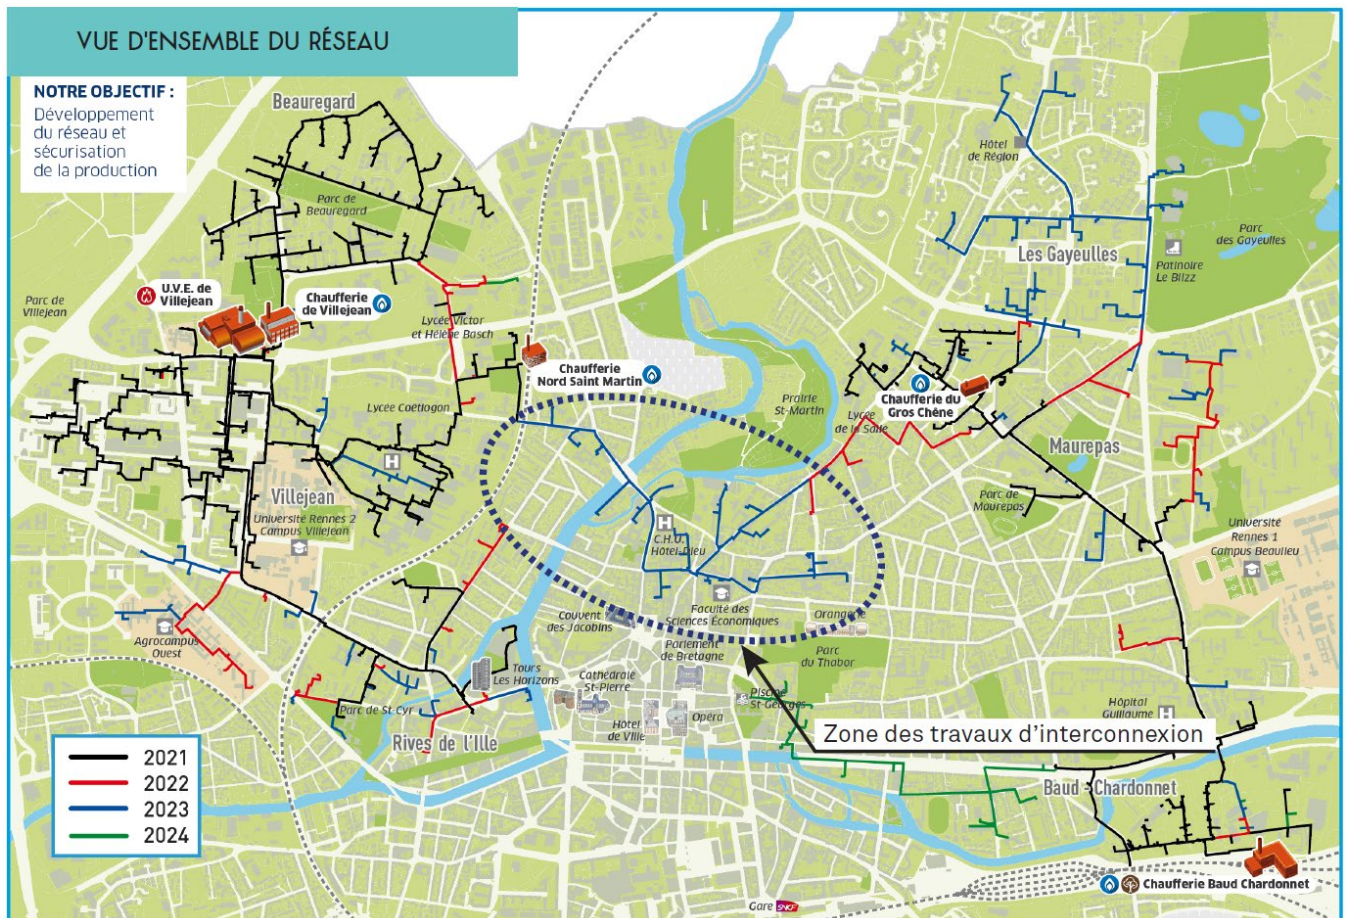 VUE D'ENSEMBLE DU RÉSEAU
NOTRE OBJECTIF :
Développement
du réseau et
sécurisation
de la production
Beauregard
Parc de
Beauregard
Hôtel
de Région
Les Gayeulles
Parc
des Gayeulles
Patinoire
Le Blizz
Parc de
Villejean
U.V.E. de
Villejean
Chaufferie
de Villejean
Lycée Victor
et Hélène Basch
Chaufferie
Nord Saint Martin
Lycée Coëtlogon
Prairie
St-Martin
Chaufferie du
Gros Chêne
Lycée
de la Salle
Maurepas
Parc de
Maurepas
H
Villejean
Université Rennes 2
Campus Villejean
H
C.H.U.
Hôtel-Dieu
Université
Rennes 1
Campus Beaulieu
Agrocampus
Ouest
Couvent
des Jacobins
Faculté des
Sciences Économiques
Orangerie
Parlement
de Bretagne
Parc
du Thabor
Tours
Les Horizons
Cathédrale
St-Pierre
Piscine
St-Georges
Parc de St-Cyr
Hôtel
de Ville
Opéra
Hôpital
Guillaume
H
Rives de l'Ille
Zone des travaux d'interconnexion
Baud - Chardonnet
2021
2022
2023
2024
Chaufferie Baud Chardonnet
Gare SNCF